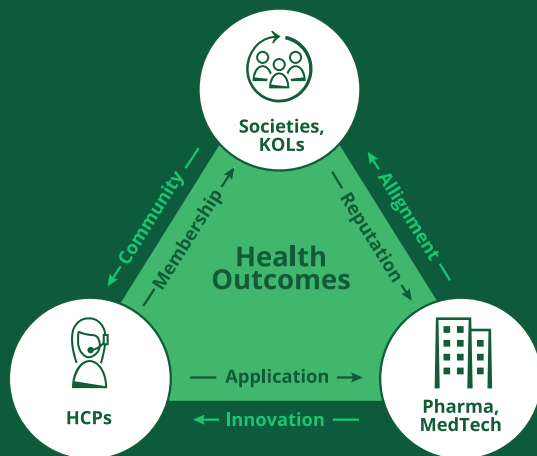 Societies,
KOLs
Community
Membership
Reputation
Allignment
Health
Outcomes
Application
Innovation
HCPs
Pharma,
MedTech